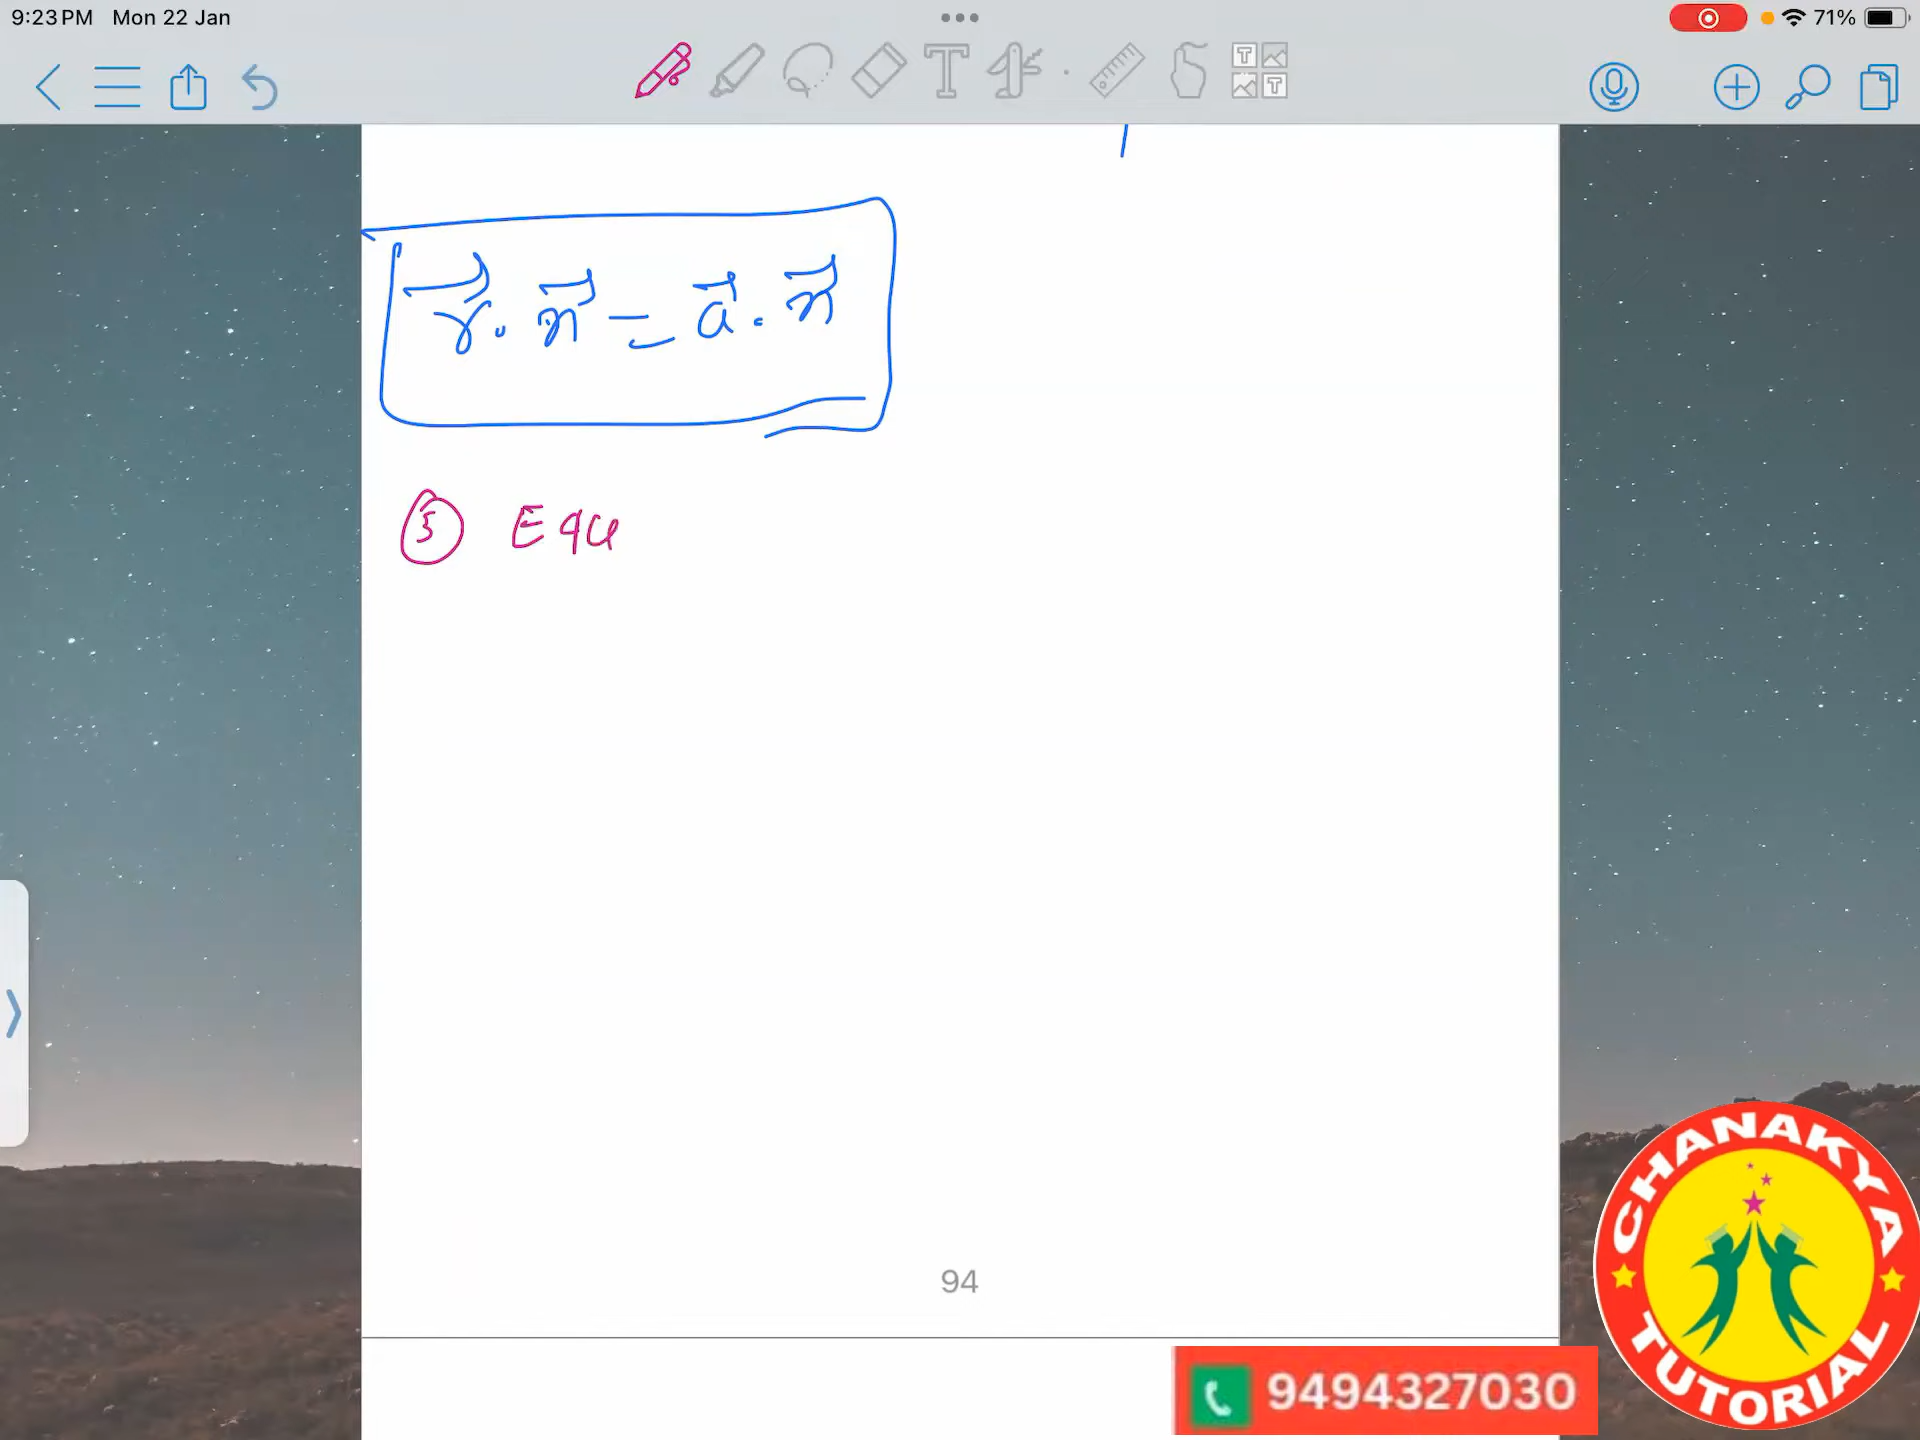 9:23 PM Mon 22 Jan
71%
T
T
T
r⃗ . n⃗ = a⃗ . n⃗
⑤ Equ
94
CHANAKYA
TUTORIAL
9494327030